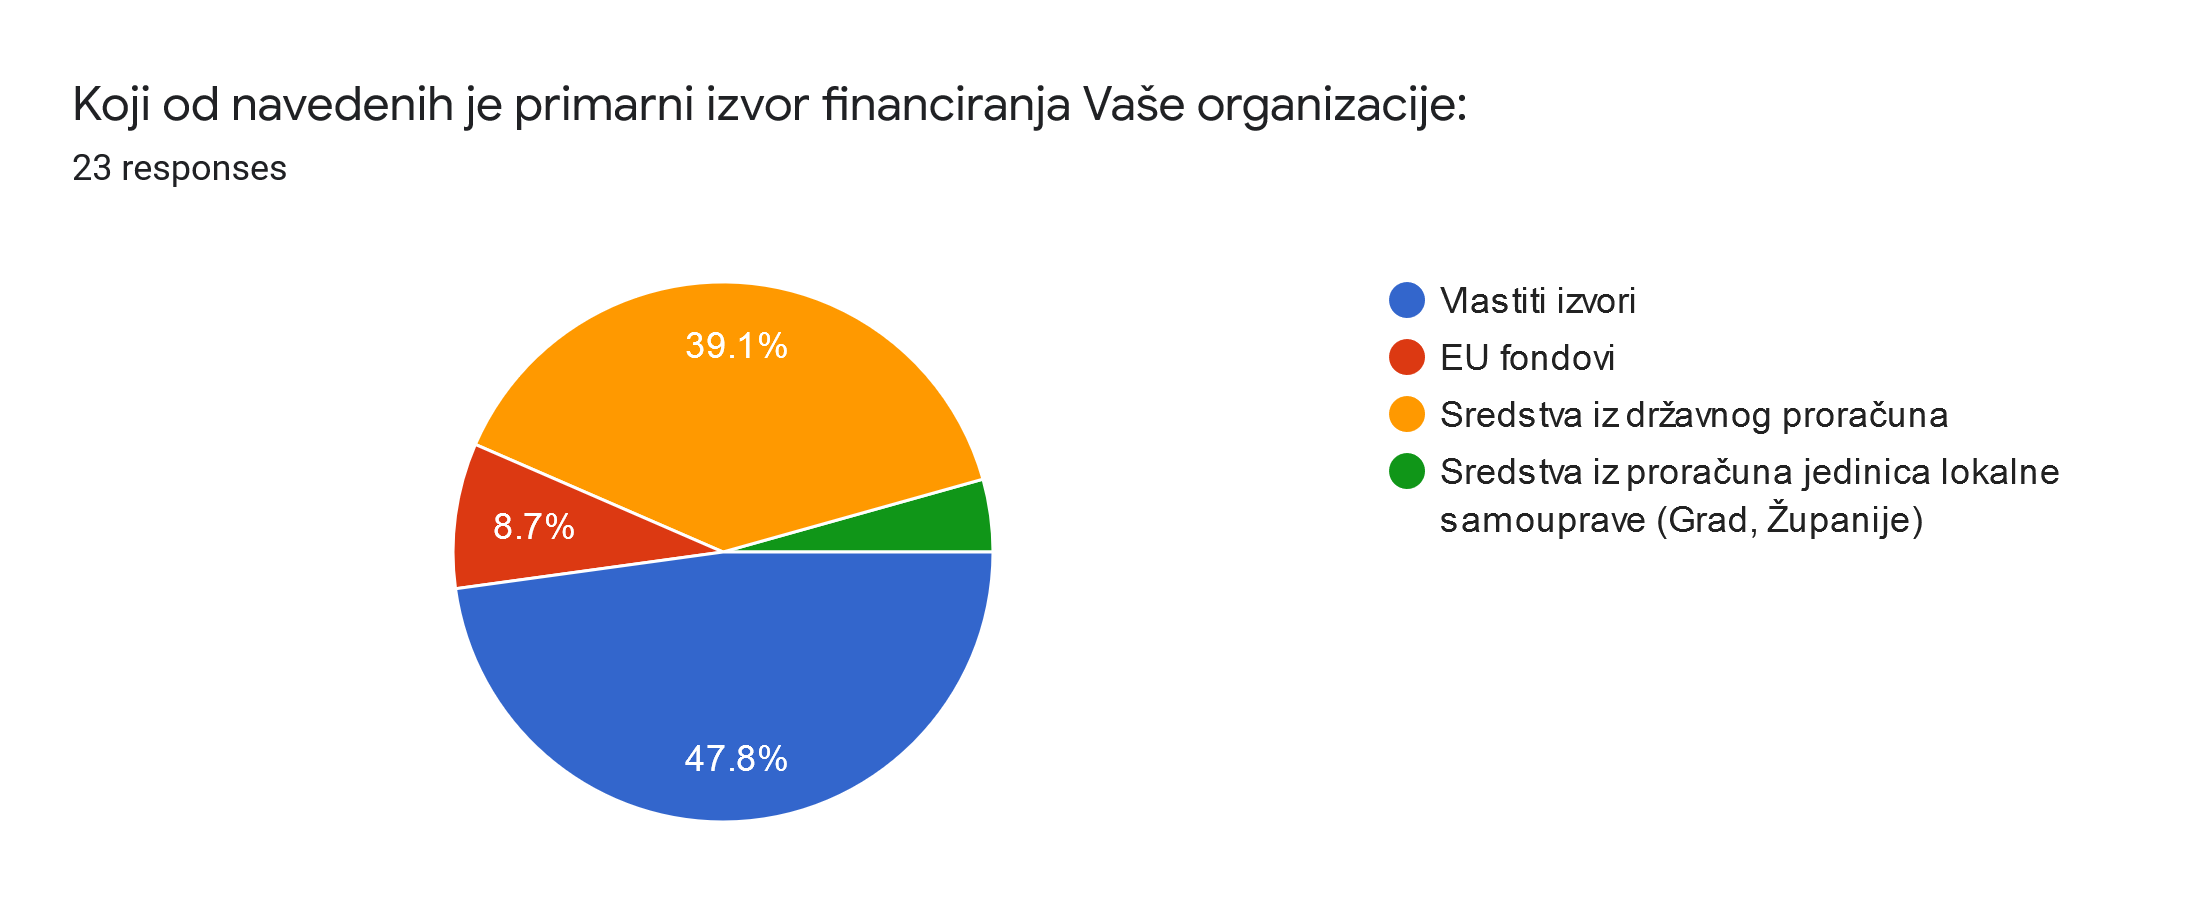 Koji od navedenih je primarni izvor financiranja Vaše organizacije:
23 responses
39.1%
8.7%
47.8%
Vlastiti izvori
EU fondovi
Sredstva iz državnog proračuna
Sredstva iz proračuna jedinica lokalne
samouprave (Grad, Županije)